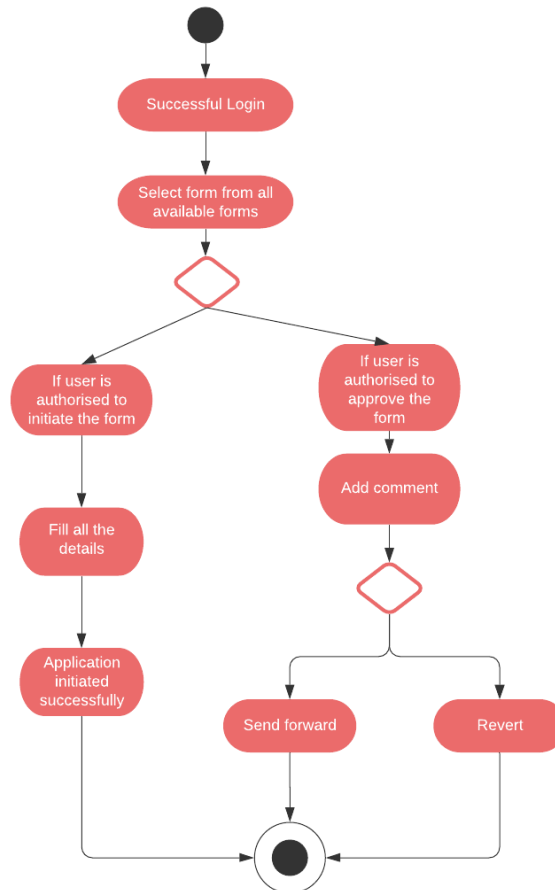 Successful Login
Select form from all
available forms
If user is
authorised to
initiate the form
If user is
authorised to
approve the
form
Fill all the
details
Add comment
Application
initiated
successfully
Send forward
Revert